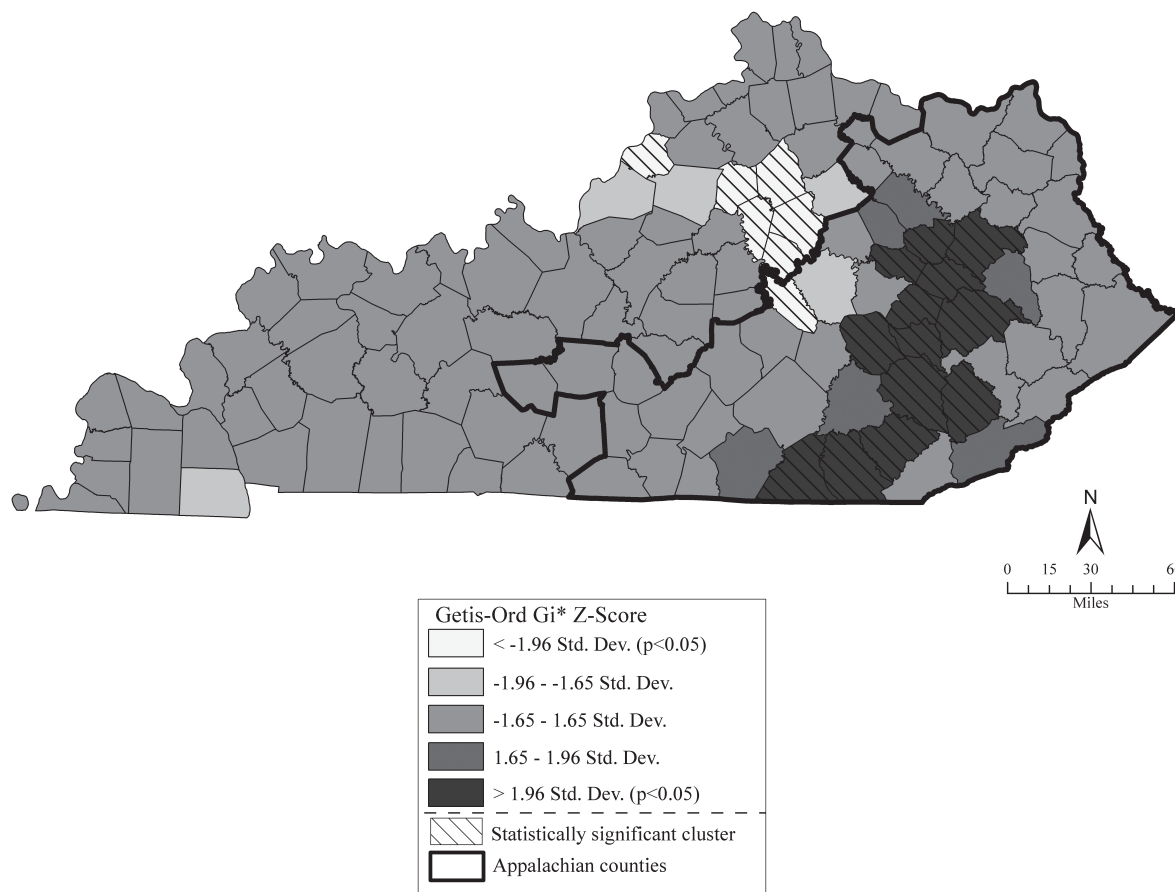 N
0 15 30 6
Miles
Getis-Ord Gi* Z-Score
< -1.96 Std. Dev. (p<0.05)
-1.96 - -1.65 Std. Dev.
-1.65 - 1.65 Std. Dev.
1.65 - 1.96 Std. Dev.
> 1.96 Std. Dev. (p<0.05)
Statistically significant cluster
Appalachian counties